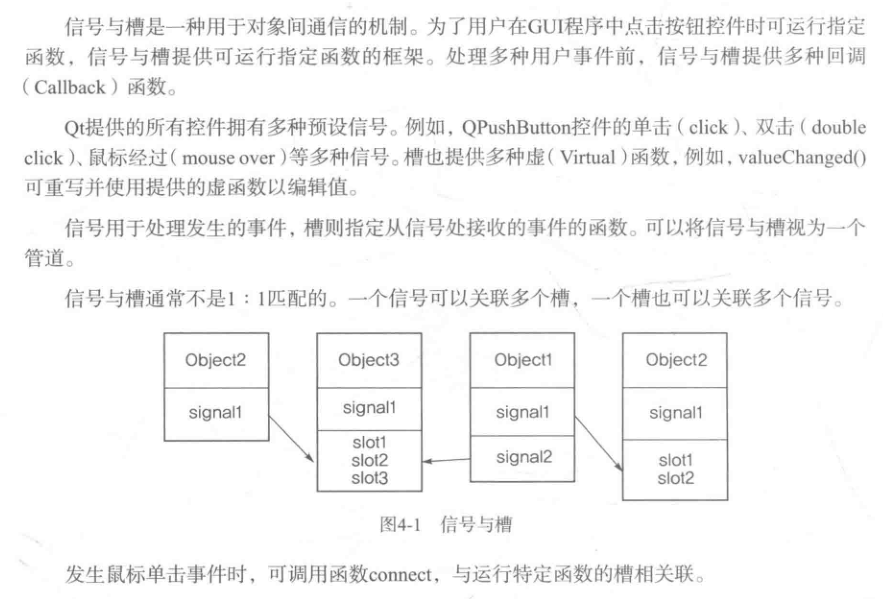 信号与槽是一种用于对象间通信的机制。为了用户在GUI程序中点击按钮控件时可运行指定
函数，信号与槽提供可运行指定函数的框架。处理多种用户事件前，信号与槽提供多种回调
（Callback）函数。
Qt提供的所有控件拥有多种预设信号。例如，QPushButton控件的单击（click）、双击（double
click）、鼠标经过（mouse over）等多种信号。槽也提供多种虚（Virtual）函数，例如，valueChanged()
可重写并使用提供的虚函数以编辑值。
信号用于处理发生的事件，槽则指定从信号处接收的事件的函数。可以将信号与槽视为一个
管道。
信号与槽通常不是1：1匹配的。一个信号可以关联多个槽，一个槽也可以关联多个信号。
Object2
signal1
Object3
signal1
slot1
slot2
slot3
Object1
signal1
signal2
Object2
signal1
slot1
slot2
图4-1 信号与槽
发生鼠标单击事件时，可调用函数connect，与运行特定函数的槽相关联。